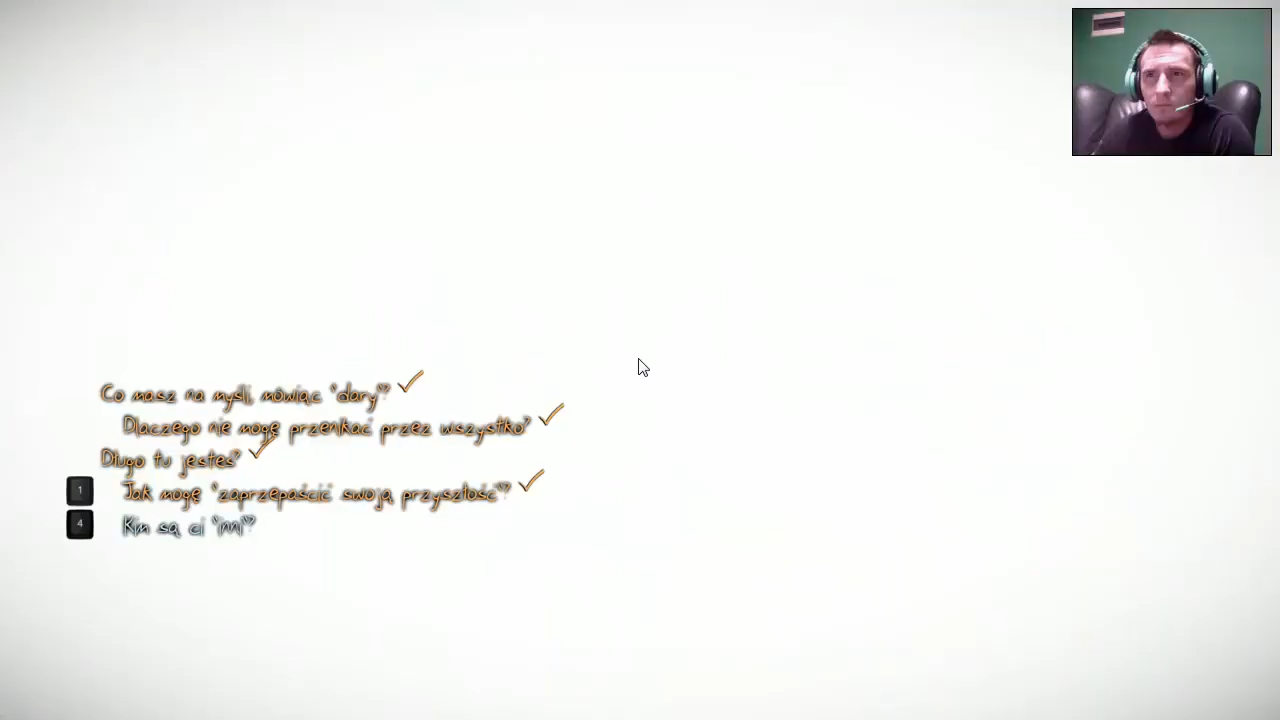 Co masz na myśli, mówiąc "dary"?
Dlaczego nie mogę przenikać przez wszystko?
Długo tu jesteś?
1 Jak mogę "zaprzepaścić swoją przyszłość"?
4 Kim są ci "inni"?